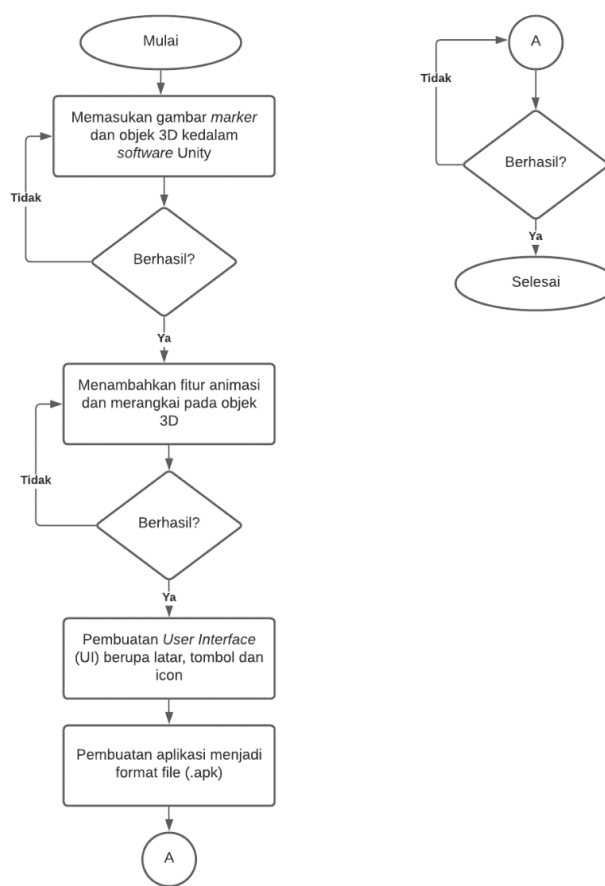 Mulai
Memasukan gambar marker
dan objek 3D kedalam
software Unity
Tidak
Berhasil?
Ya
Menambahkan fitur animasi
dan merangkai pada objek
3D
Tidak
Berhasil?
Ya
Pembuatan User Interface
(UI) berupa latar, tombol dan
icon
Pembuatan aplikasi menjadi
format file (.apk)
A
A
Tidak
Berhasil?
Ya
Selesai